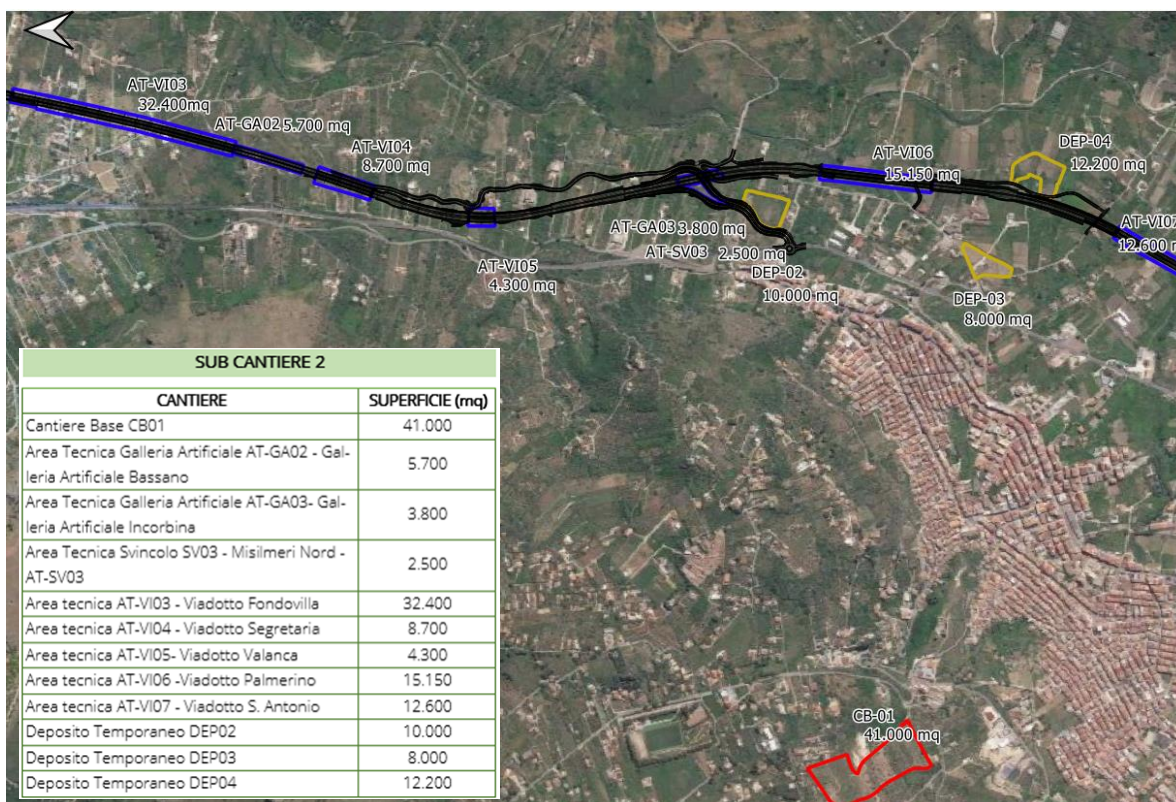 AT-VI03
32.400mq
AT-GA02 5.700 mq
AT-VI04
8.700 mq
AT-VI06
15.150 mq
DEP-04
12.200 mq
AT-GA03 3.800 mq
AT-SV03 2.500 mq
AT-VI07
12.600 m
AT-VI05
4.300 mq
DEP-02
10.000 mq
DEP-03
8.000 mq
SUB CANTIERE 2
CANTIERE SUPERFICIE (mq)
Cantiere Base CB01 41.000
Area Tecnica Galleria Artificiale AT-GA02 - Gal-
leria Artificiale Bassano 5.700
Area Tecnica Galleria Artificiale AT-GA03- Gal-
leria Artificiale Incorbina 3.800
Area Tecnica Svincolo SV03 - Misilmeri Nord -
AT-SV03 2.500
Area tecnica AT-VI03 - Viadotto Fondovilla 32.400
Area tecnica AT-VI04 - Viadotto Segretaria 8.700
Area tecnica AT-VI05- Viadotto Valanca 4.300
Area tecnica AT-VI06 -Viadotto Palmerino 15.150
Area tecnica AT-VI07 - Viadotto S. Antonio 12.600
Deposito Temporaneo DEP02 10.000
Deposito Temporaneo DEP03 8.000
Deposito Temporaneo DEP04 12.200
CB-01
41.000 mq